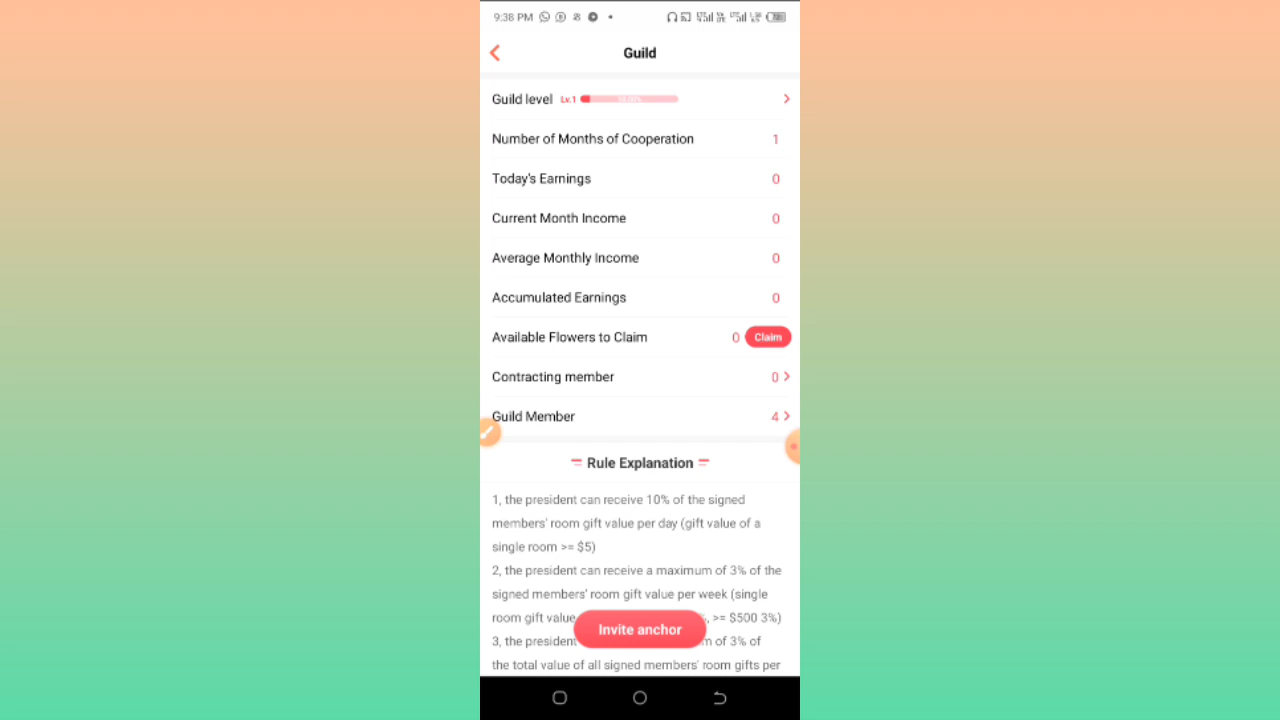 9:38 PM
Guild
Guild level Lv.1
Number of Months of Cooperation 1
Today's Earnings 0
Current Month Income 0
Average Monthly Income 0
Accumulated Earnings 0
Available Flowers to Claim 0 Claim
Contracting member 0
Guild Member 4
Rule Explanation
1, the president can receive 10% of the signed
members' room gift value per day (gift value of a
single room >= $5)
2, the president can receive a maximum of 3% of the
signed members' room gift value per week (single
room gift value , >= $500 3%)
Invite anchor
3, the president of 3% of
the total value of all signed members' room gifts per